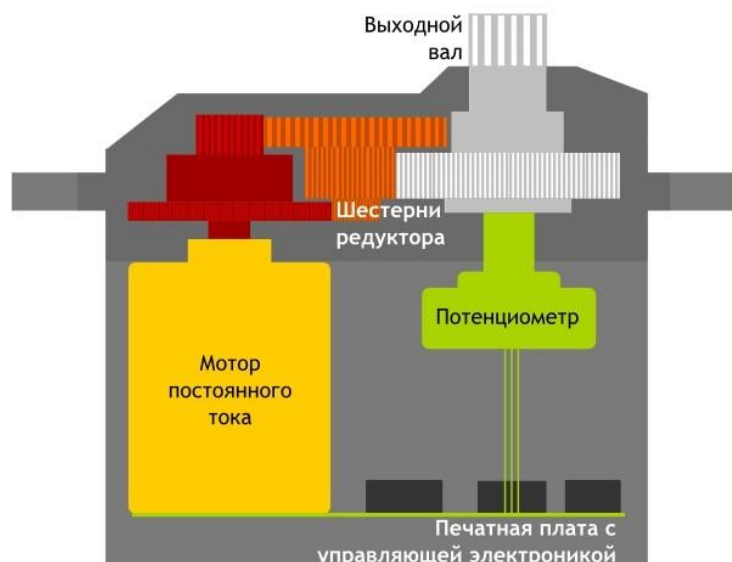 Выходной
вал
Шестерни
редуктора
Потенциометр
Мотор
постоянного
тока
Печатная плата с
управляющей электроникой